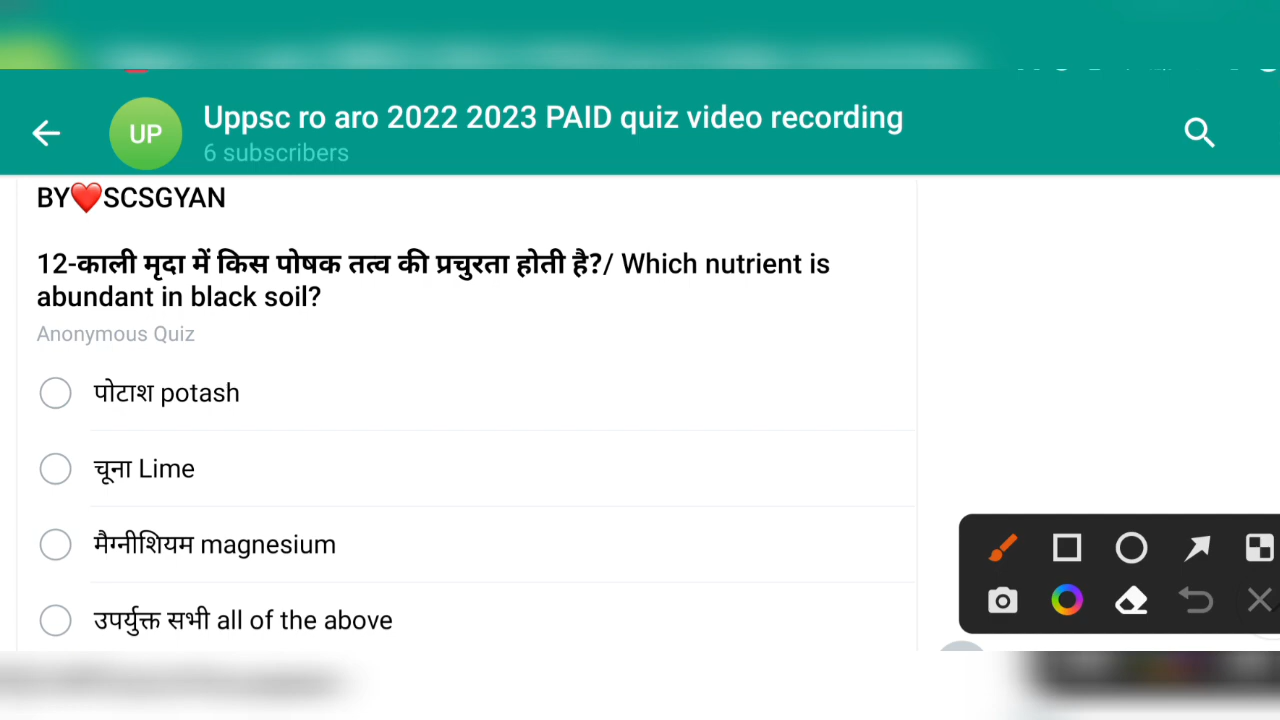 UP
Uppsc ro aro 2022 2023 PAID quiz video recording
6 subscribers
BY❤️SCSGYAN
12-काली मृदा में किस पोषक तत्व की प्रचुरता होती है?/ Which nutrient is
abundant in black soil?
Anonymous Quiz
पोटाश potash
चूना Lime
मैग्नीशियम magnesium
उपर्युक्त सभी all of the above